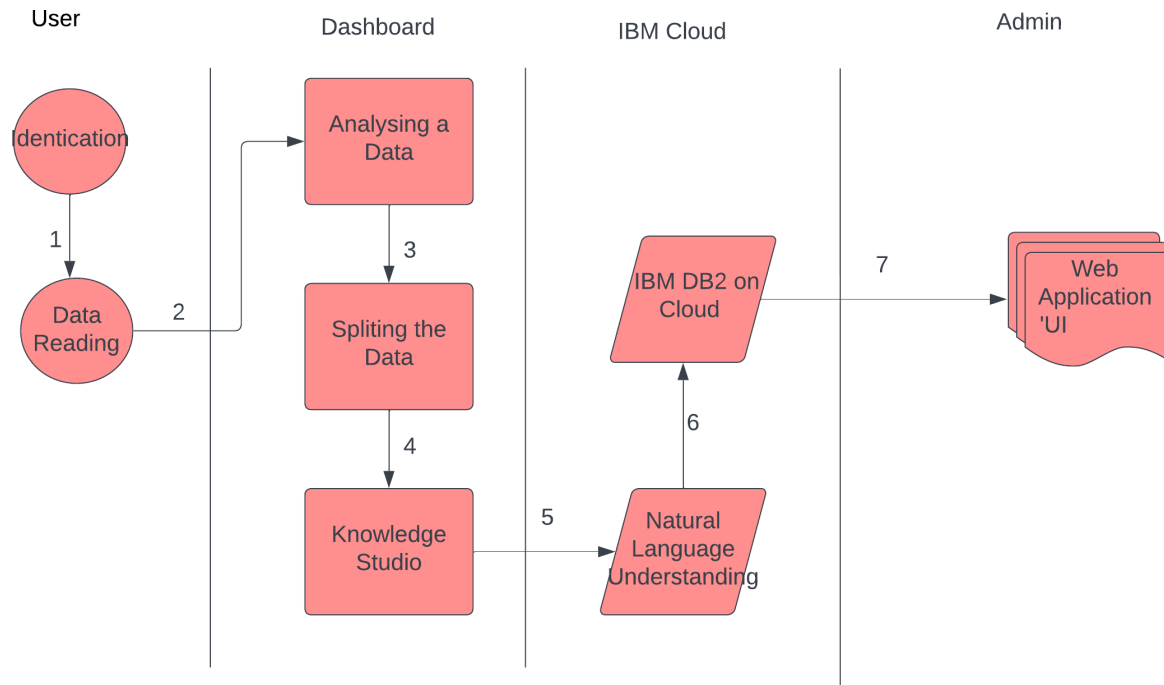 User
Dashboard
IBM Cloud
Admin
Identication
1
Data
Reading
2
Analysing a
Data
3
Spliting the
Data
4
Knowledge
Studio
5
Natural
Language
Understanding
6
IBM DB2 on
Cloud
7
Web
Application
'UI